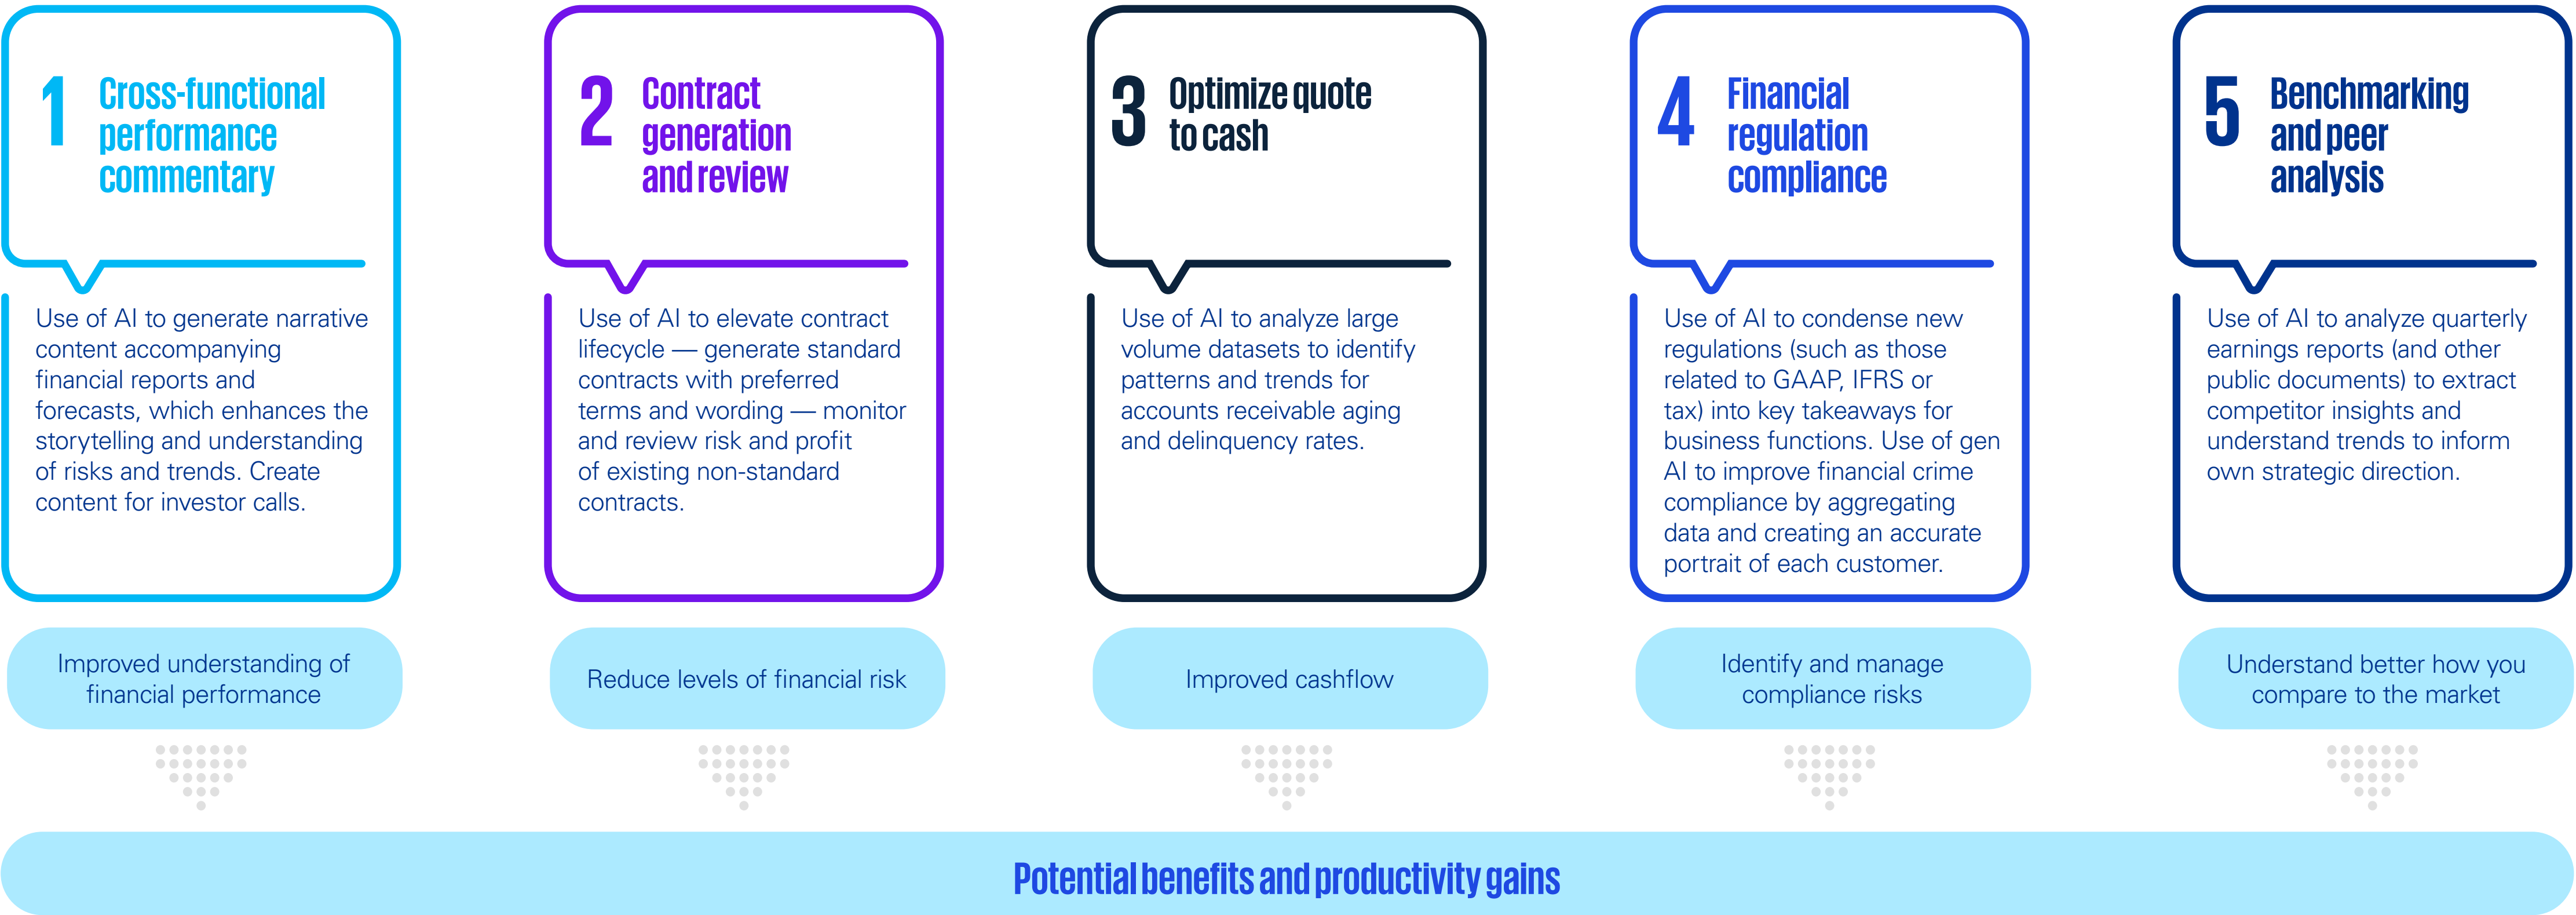 1
Cross-functional
performance
commentary
Use of AI to generate narrative
content accompanying
financial reports and
forecasts, which enhances the
storytelling and understanding
of risks and trends. Create
content for investor calls.
Improved understanding of
financial performance
2
Contract
generation
and review
Use of AI to elevate contract
lifecycle — generate standard
contracts with preferred
terms and wording — monitor
and review risk and profit
of existing non-standard
contracts.
Reduce levels of financial risk
3
Optimize quote
to cash
Use of AI to analyze large
volume datasets to identify
patterns and trends for
accounts receivable aging
and delinquency rates.
Improved cashflow
4
Financial
regulation
compliance
Use of AI to condense new
regulations (such as those
related to GAAP, IFRS or
tax) into key takeaways for
business functions. Use of gen
AI to improve financial crime
compliance by aggregating
data and creating an accurate
portrait of each customer.
Identify and manage
compliance risks
5
Benchmarking
and peer
analysis
Use of AI to analyze quarterly
earnings reports (and other
public documents) to extract
competitor insights and
understand trends to inform
own strategic direction.
Understand better how you
compare to the market
Potential benefits and productivity gains